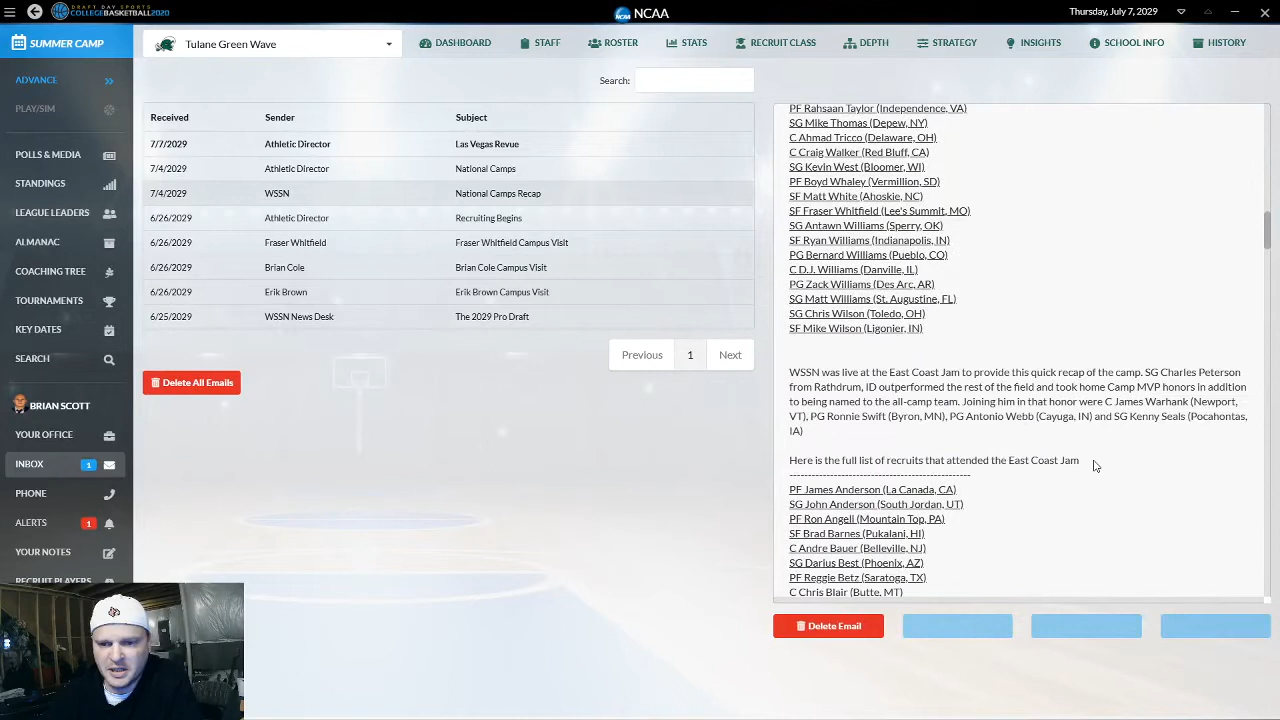 DRAFT DAY SPORTS
COLLEGE BASKETBALL 2020
NCAA
Thursday, July 7, 2029
SUMMER CAMP
Tulane Green Wave
DASHBOARD
STAFF
ROSTER
STATS
RECRUIT CLASS
DEPTH
STRATEGY
INSIGHTS
SCHOOL INFO
HISTORY
ADVANCE
PLAY/SIM
POLLS & MEDIA
STANDINGS
LEAGUE LEADERS
ALMANAC
COACHING TREE
TOURNAMENTS
KEY DATES
SEARCH
BRIAN SCOTT
YOUR OFFICE
INBOX 1
PHONE
ALERTS 1
YOUR NOTES
RECRUIT PLAYERS
Search:
Received Sender Subject
7/7/2029 Athletic Director Las Vegas Revue
7/4/2029 Athletic Director National Camps
7/4/2029 WSSN National Camps Recap
6/26/2029 Athletic Director Recruiting Begins
6/26/2029 Fraser Whitfield Fraser Whitfield Campus Visit
6/26/2029 Brian Cole Brian Cole Campus Visit
6/26/2029 Erik Brown Erik Brown Campus Visit
6/25/2029 WSSN News Desk The 2029 Pro Draft
Previous 1 Next
Delete All Emails
PF Rahsaan Taylor (Independence, VA)
SG Mike Thomas (Depew, NY)
C Ahmad Tricco (Delaware, OH)
C Craig Walker (Red Bluff, CA)
SG Kevin West (Bloomer, WI)
PF Boyd Whaley (Vermillion, SD)
SF Matt White (Ahoskie, NC)
SF Fraser Whitfield (Lee's Summit, MO)
SG Antawn Williams (Sperry, OK)
SF Ryan Williams (Indianapolis, IN)
PG Bernard Williams (Pueblo, CO)
C D.J. Williams (Danville, IL)
PG Zack Williams (Des Arc, AR)
SG Matt Williams (St. Augustine, FL)
SG Chris Wilson (Toledo, OH)
SF Mike Wilson (Ligonier, IN)
WSSN was live at the East Coast Jam to provide this quick recap of the camp. SG Charles Peterson
from Rathdrum, ID outperformed the rest of the field and took home Camp MVP honors in addition
to being named to the all-camp team. Joining him in that honor were C James Warhank (Newport,
VT), PG Ronnie Swift (Byron, MN), PG Antonio Webb (Cayuga, IN) and SG Kenny Seals (Pocahontas,
IA)
Here is the full list of recruits that attended the East Coast Jam
--------------------------------------------------
PF James Anderson (La Canada, CA)
SG John Anderson (South Jordan, UT)
PF Ron Angell (Mountain Top, PA)
SF Brad Barnes (Pukalani, HI)
C Andre Bauer (Belleville, NJ)
SG Darius Best (Phoenix, AZ)
PF Reggie Betz (Saratoga, TX)
C Chris Blair (Butte, MT)
Delete Email